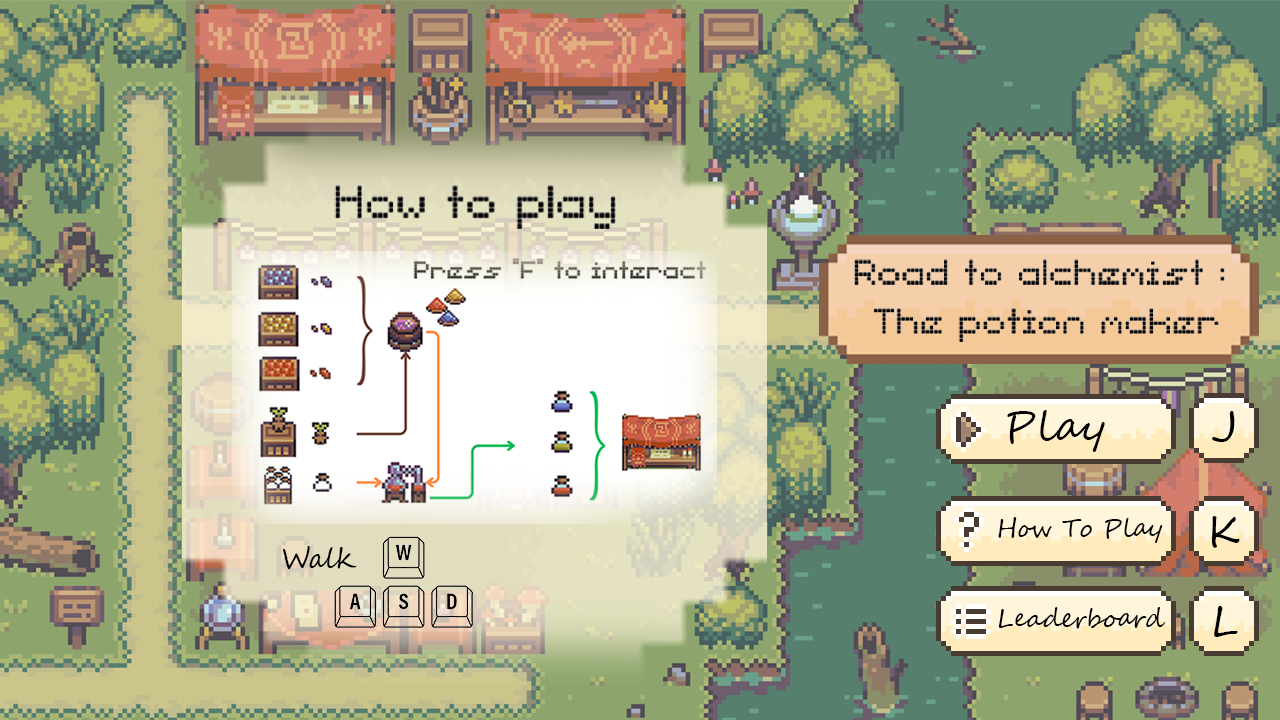 How to play
Press "F" to interact
Walk
W
A S D
Road to alchemist :
The potion maker
Play J
How To Play K
Leaderboard L